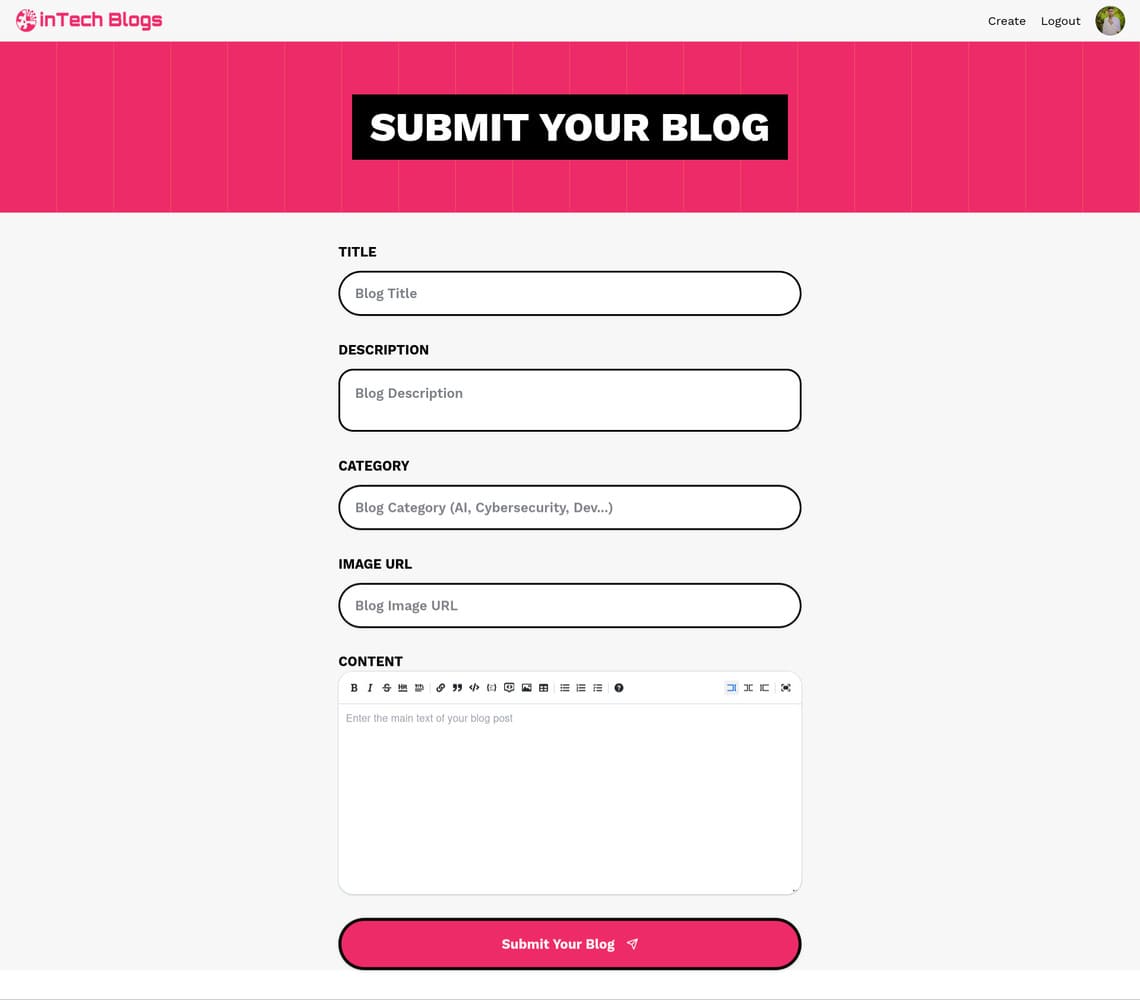 inTech Blogs
Create Logout
SUBMIT YOUR BLOG
TITLE
Blog Title
DESCRIPTION
Blog Description
CATEGORY
Blog Category (AI, Cybersecurity, Dev...)
IMAGE URL
Blog Image URL
CONTENT
Enter the main text of your blog post
Submit Your Blog